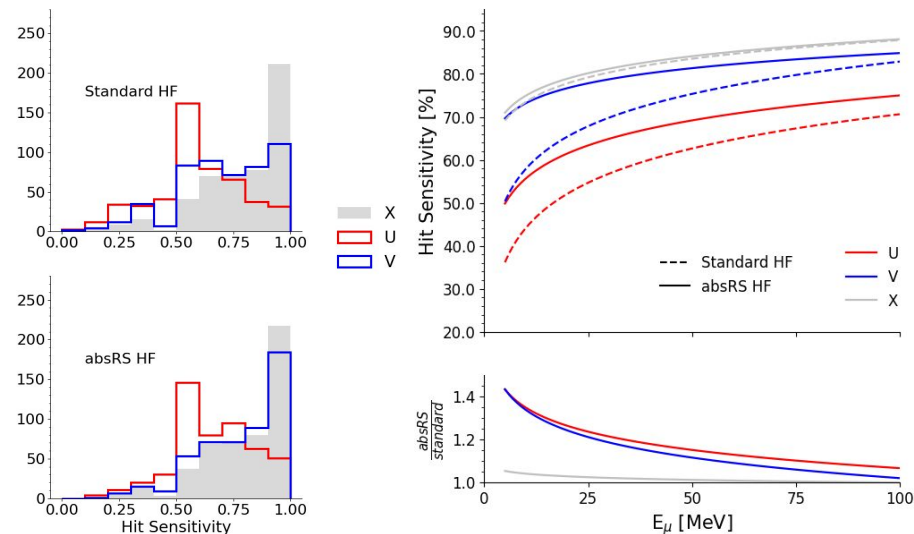 250
200
150
100
50
0
Standard HF
0.00 0.25 0.50 0.75 1.00
X
U
V
250
200
150
100
50
0
absRS HF
0.00 0.25 0.50 0.75 1.00
Hit Sensitivity
Hit Sensitivity [%]
90.0
80.0
70.0
60.0
50.0
40.0
30.0
20.0
Standard HF
absRS HF
U
V
X
absRS
standard
1.4
1.2
1.0
0 25 50 75 100
E_μ [MeV]